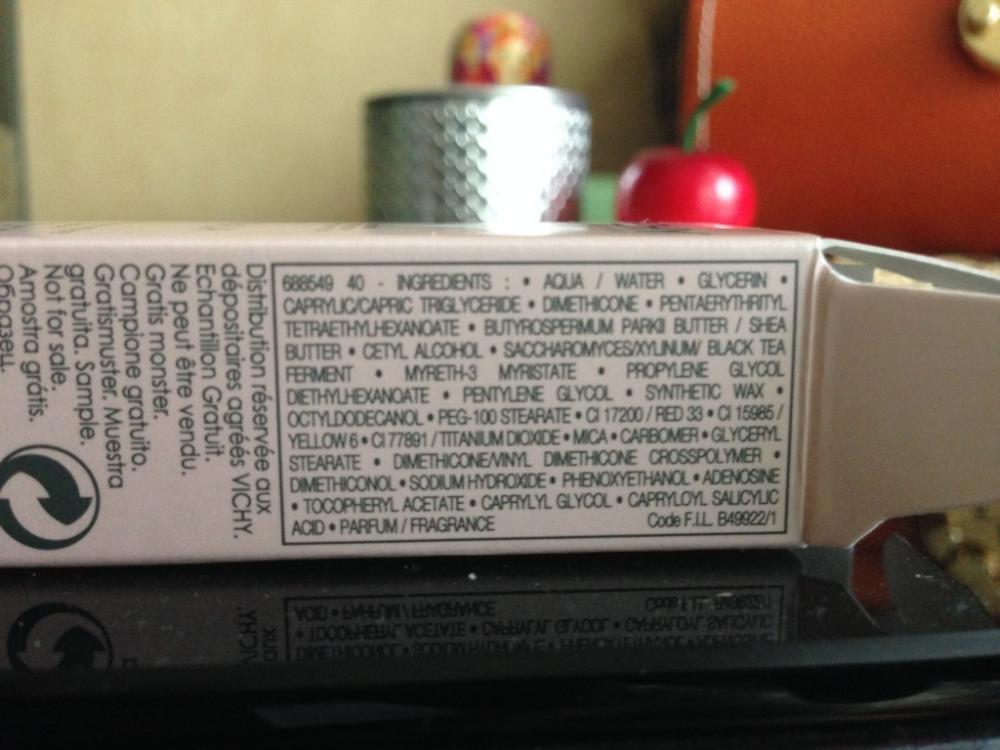 688549 40 - INGREDIENTS : • AQUA / WATER • GLYCERIN •
CAPRYLIC/CAPRIC TRIGLYCERIDE • DIMETHICONE • PENTAERYTHRITYL
TETRAETHYLHEXANOATE • BUTYROSPERMUM PARKII BUTTER / SHEA
BUTTER • CETYL ALCOHOL • SACCHAROMYCES/XYLINUM/ BLACK TEA
FERMENT • MYRETH-3 MYRISTATE • PROPYLENE GLYCOL
DIETHYLHEXANOATE • PENTYLENE GLYCOL • SYNTHETIC WAX •
OCTYLDODECANOL • PEG-100 STEARATE • CI 17200 / RED 33 • CI 15985 /
YELLOW 6 • CI 77891 / TITANIUM DIOXIDE • MICA • CARBOMER • GLYCERYL
STEARATE • DIMETHICONE/VINYL DIMETHICONE CROSSPOLYMER •
DIMETHICONOL • SODIUM HYDROXIDE • PHENOXYETHANOL • ADENOSINE
• TOCOPHERYL ACETATE • CAPRYLYL GLYCOL • CAPRYLOYL SALICYLIC
ACID • PARFUM / FRAGRANCE Code F.I.L. B49922/1
Distribution réservée aux
dépositaires agréés VICHY.
Echantillon Gratuit.
Ne peut être vendu.
Gratis monster.
Campione gratuito.
Gratismuster. Muestra
gratuita. Sample.
Not for sale.
Amostra grátis.
Образец.